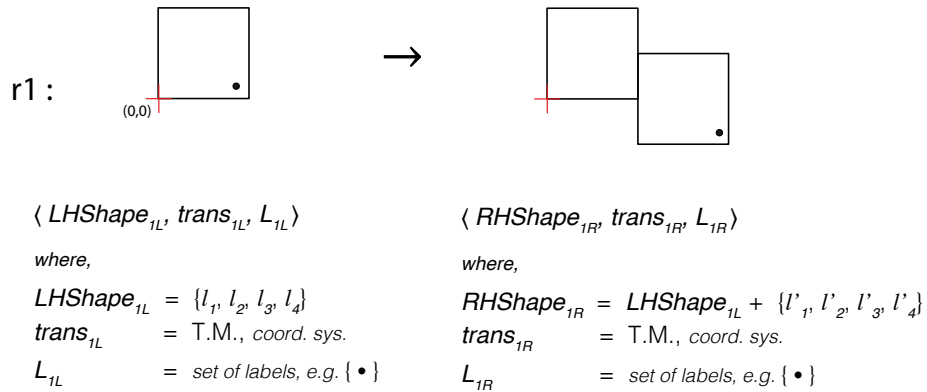 r1 :
(0,0)
→
⟨ LHShape₁L, trans₁L, L₁L⟩
where,
LHShape₁L = {l₁, l₂, l₃, l₄}
trans₁L = T.M., coord. sys.
L₁L = set of labels, e.g. { • }
⟨ RHShape₁R, trans₁R, L₁R⟩
where,
RHShape₁R = LHShape₁L + {l’₁, l’₂, l’₃, l’₄}
trans₁R = T.M., coord. sys.
L₁R = set of labels, e.g. { • }